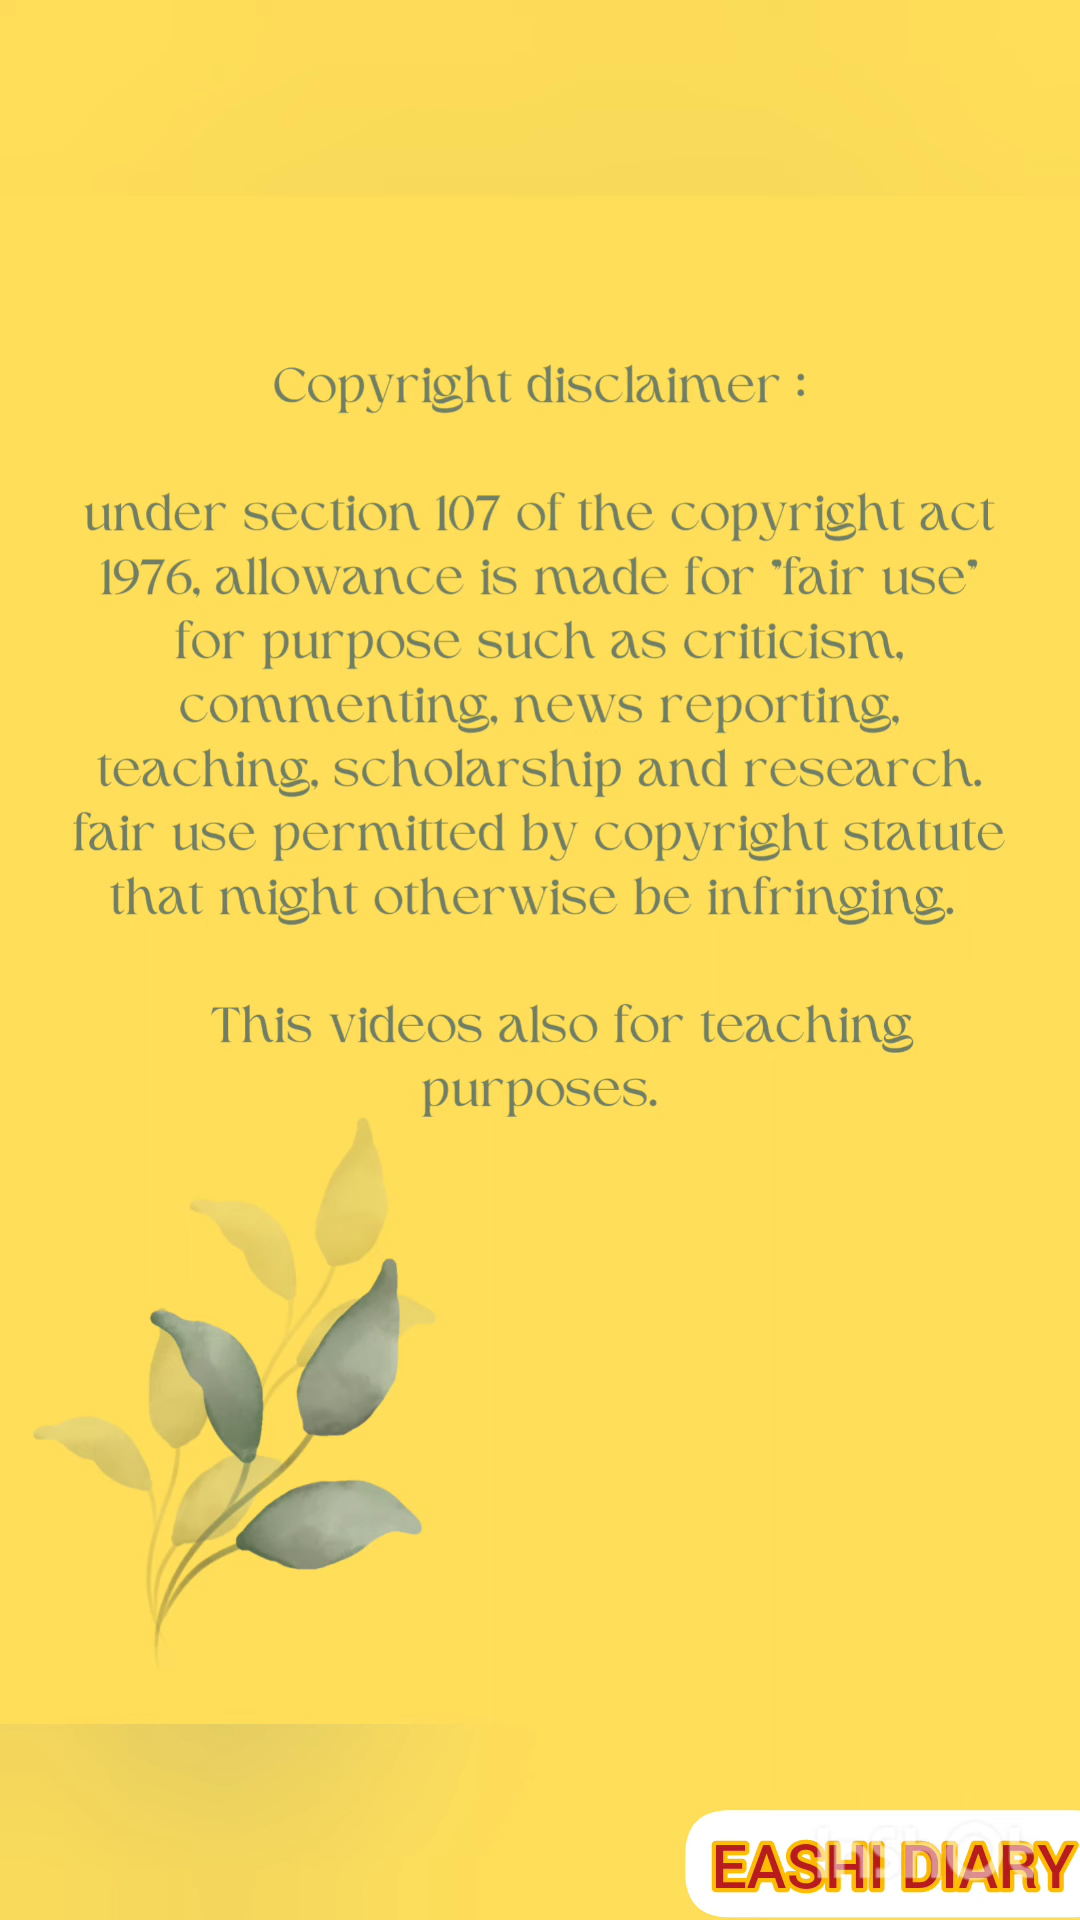 Copyright disclaimer :
under section 107 of the copyright act
1976, allowance is made for "fair use"
for purpose such as criticism,
commenting, news reporting,
teaching, scholarship and research.
fair use permitted by copyright statute
that might otherwise be infringing.
This videos also for teaching
purposes.
EASHI DIARY